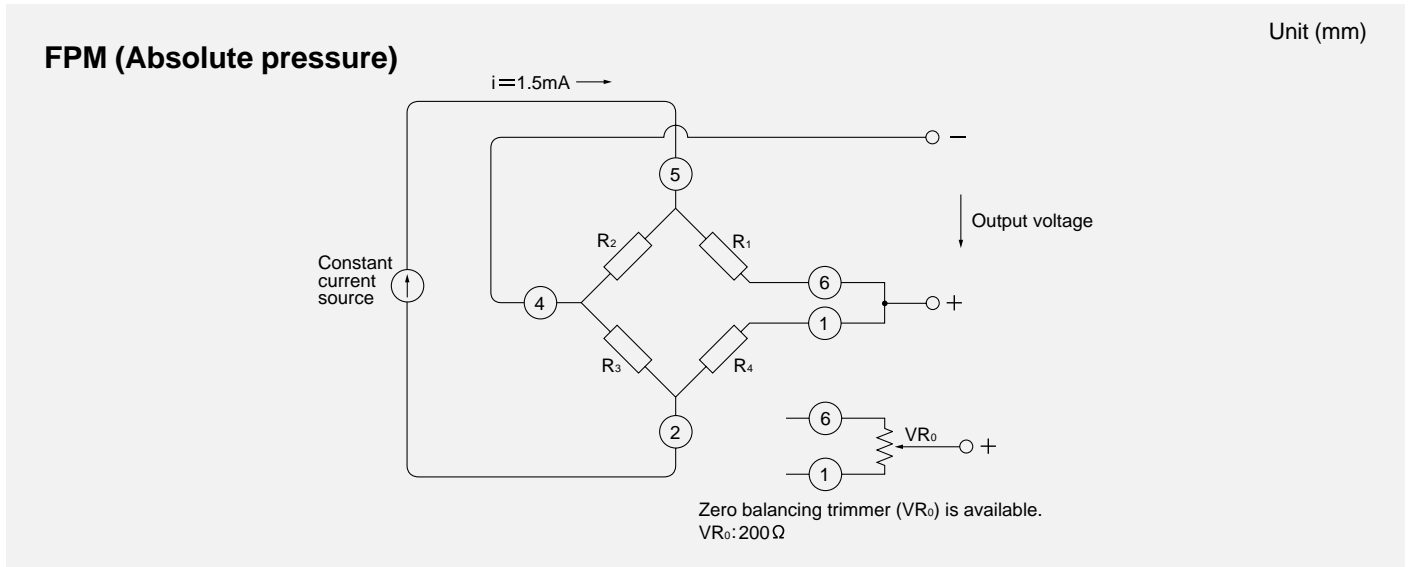 Unit (mm)
FPM (Absolute pressure)
i=1.5mA
−
5
Output voltage
R₂
R₁
Constant
current
source
6
4
+
1
R₃
R₄
6
2
VR₀
+
1
Zero balancing trimmer (VR₀) is available.
VR₀:200Ω